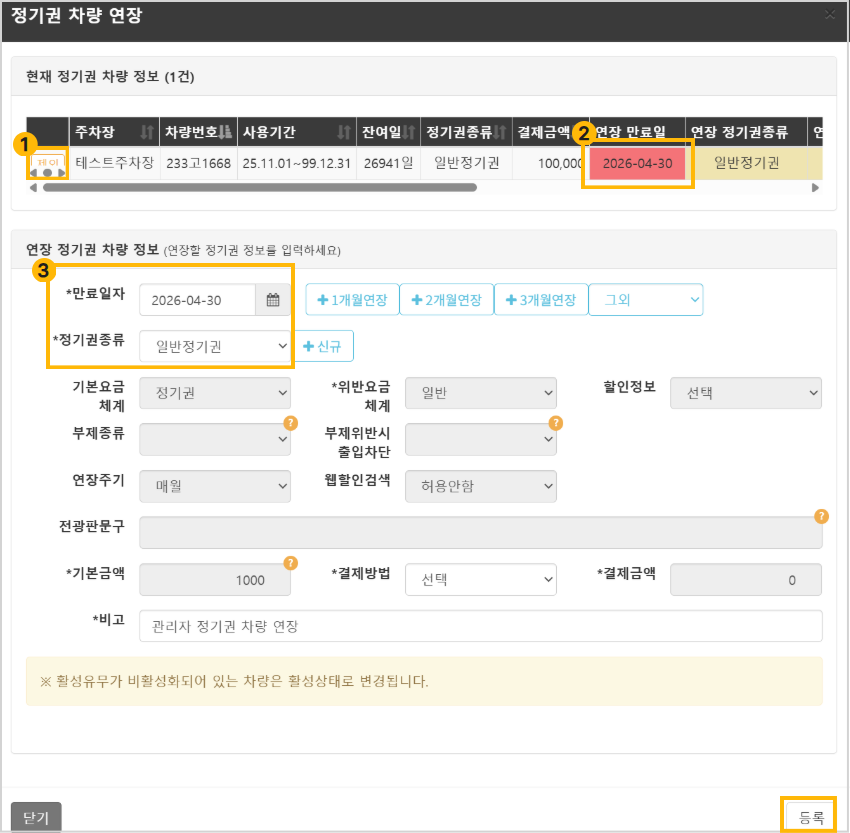 정기권 차량 연장
×
현재 정기권 차량 정보 (1건)
주차장 차량번호 사용기간 잔여일 정기권종류 결제금액 연장 만료일 연장 정기권종류
1 2
테스트주차장 233고1668 25.11.01~99.12.31 26941일 일반정기권 100,000 2026-04-30 일반정기권
연장 정기권 차량 정보 (연장할 정기권 정보를 입력하세요)
3
*만료일자 2026-04-30 +1개월연장 +2개월연장 +3개월연장 그외
*정기권종류 일반정기권 +신규
기본요금체계 정기권 *위반요금체계 일반 할인정보 선택
부제종류 ? 부제위반시출입차단 ?
연장주기 매월 웹할인검색 허용안함
전광판문구 ?
*기본금액 1000 ? *결제방법 선택 *결제금액 0
*비고 관리자 정기권 차량 연장
※ 활성유무가 비활성화되어 있는 차량은 활성상태로 변경됩니다.
닫기 등록